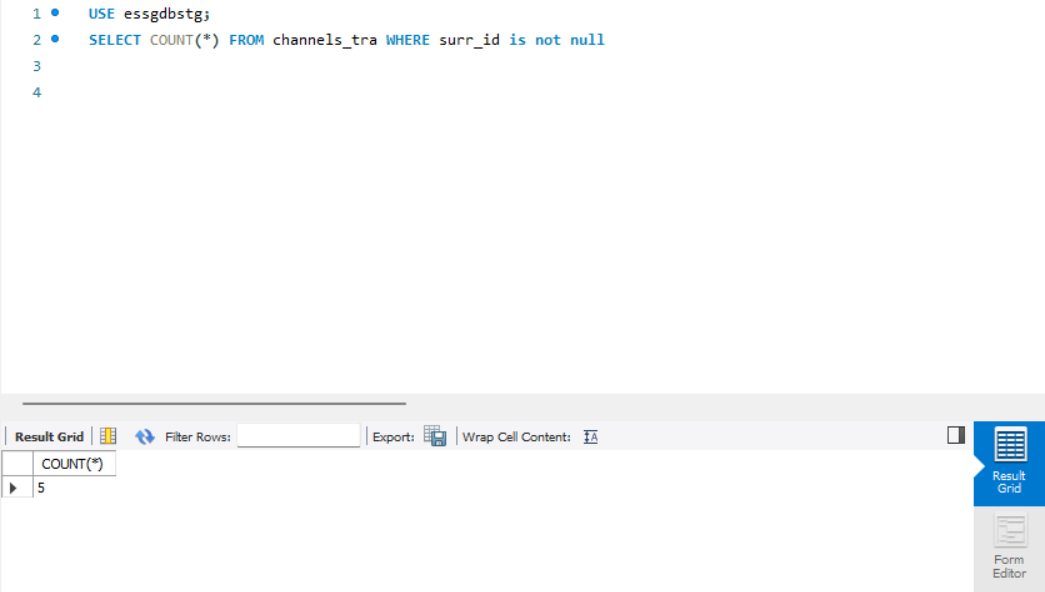 1 USE essgdbstg;
2 SELECT COUNT(*) FROM channels_tra WHERE surr_id is not null
3
4
Result Grid Filter Rows: Export: Wrap Cell Content: IA
COUNT(*)
5
Result
Grid
Form
Editor